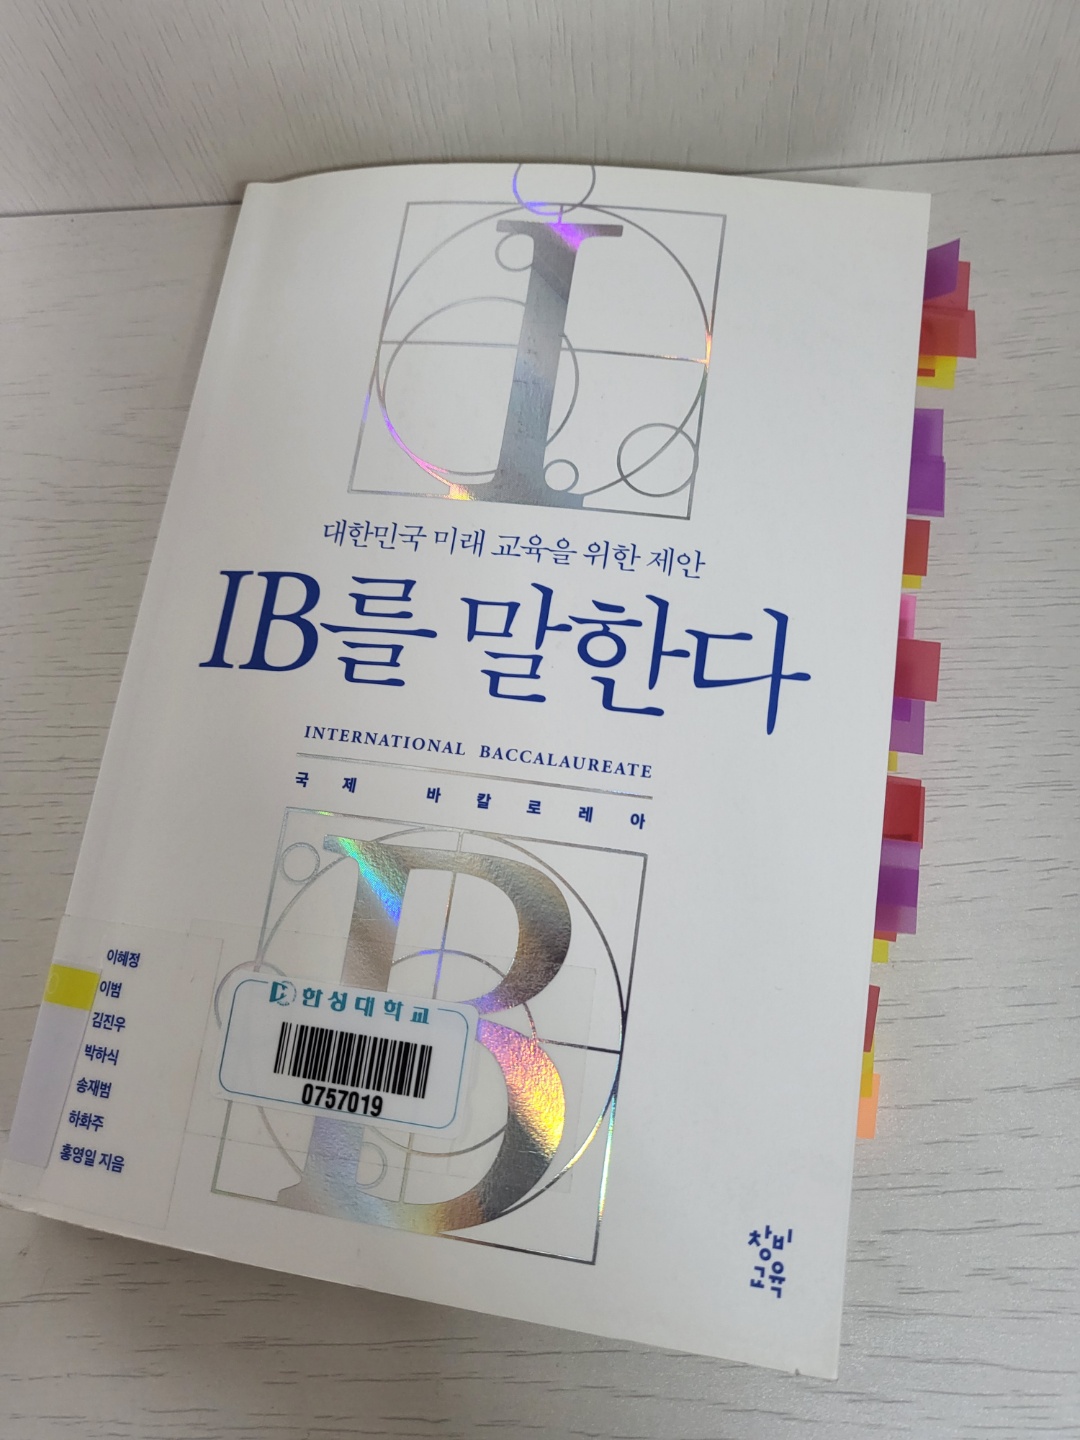 I
대한민국 미래 교육을 위한 제안
IB를 말한다
INTERNATIONAL BACCALAUREATE
국제 바칼로레아
B
이혜정
이범
김진우
박하식
송재범
하화주
홍영일 지음
한성대학교
0757019
창비
교육